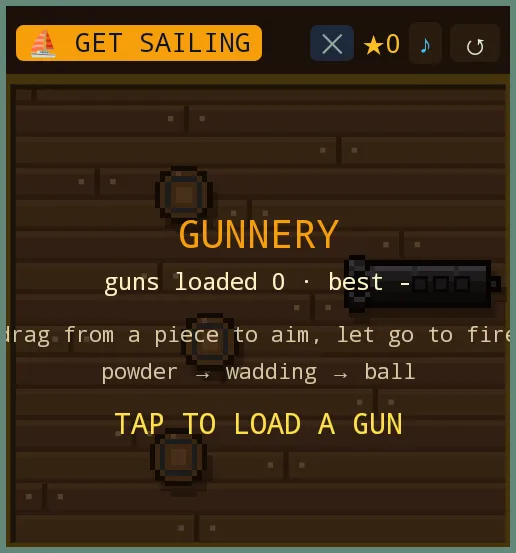 ⛵ GET SAILING ★0 ♪ ↺
GUNNERY
guns loaded 0 · best -
drag from a piece to aim, let go to fire
powder → wadding → ball
TAP TO LOAD A GUN